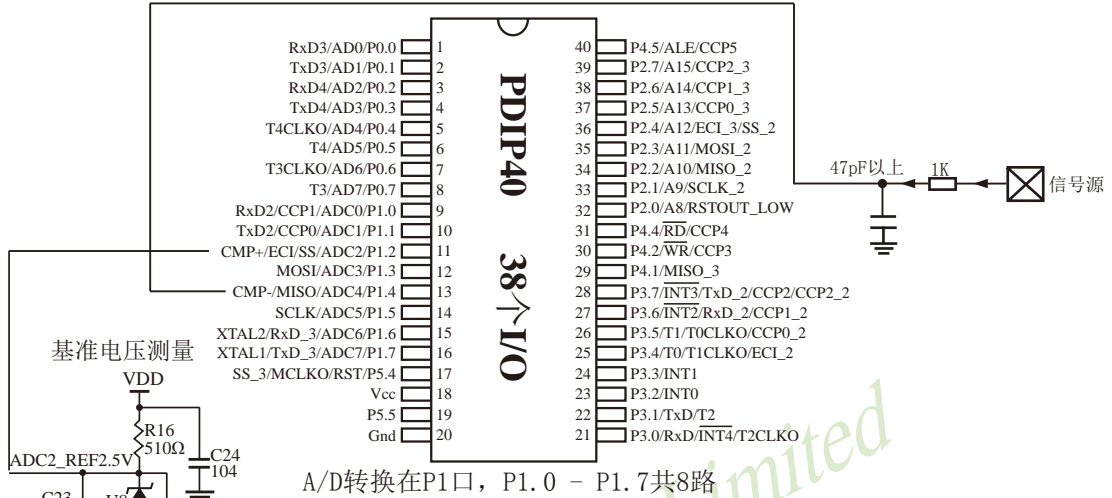 RxD3/AD0/P0.0 1
TxD3/AD1/P0.1 2
RxD4/AD2/P0.2 3
TxD4/AD3/P0.3 4
T4CLKO/AD4/P0.4 5
T4/AD5/P0.5 6
T3CLKO/AD6/P0.6 7
T3/AD7/P0.7 8
RxD2/CCP1/ADC0/P1.0 9
TxD2/CCP0/ADC1/P1.1 10
CMP+/ECI/SS/ADC2/P1.2 11
MOSI/ADC3/P1.3 12
CMP-/MISO/ADC4/P1.4 13
SCLK/ADC5/P1.5 14
XTAL2/RxD_3/ADC6/P1.6 15
XTAL1/TxD_3/ADC7/P1.7 16
SS_3/MCLKO/RST/P5.4 17
Vcc 18
P5.5 19
Gnd 20
PDIP40 38个I/O
40 P4.5/ALE/CCP5
39 P2.7/A15/CCP2_3
38 P2.6/A14/CCP1_3
37 P2.5/A13/CCP0_3
36 P2.4/A12/ECI_3/SS_2
35 P2.3/A11/MOSI_2
34 P2.2/A10/MISO_2
33 P2.1/A9/SCLK_2
32 P2.0/A8/RSTOUT_LOW
31 P4.4/RD/CCP4
30 P4.2/WR/CCP3
29 P4.1/MISO_3
28 P3.7/INT3/TxD_2/CCP2/CCP2_2
27 P3.6/INT2/RxD_2/CCP1_2
26 P3.5/T1/T0CLKO/CCP0_2
25 P3.4/T0/T1CLKO/ECI_2
24 P3.3/INT1
23 P3.2/INT0
22 P3.1/TxD/T2
21 P3.0/RxD/INT4/T2CLKO
47pF以上
1K
信号源
基准电压测量
VDD
R16
510Ω
C24
104
ADC2_REF2.5V
A/D转换在P1口，P1.0 - P1.7共8路
imited